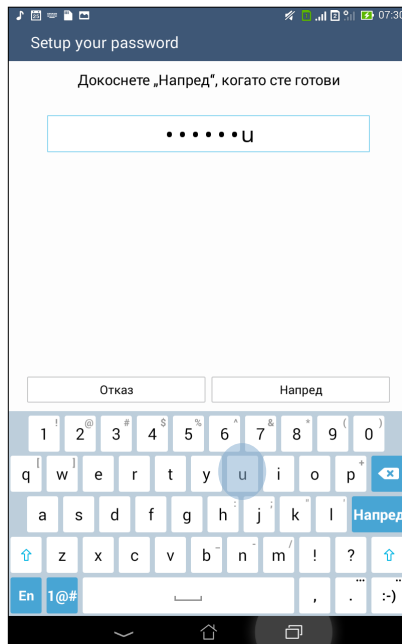 07:30
Setup your password
Докоснете „Напред“, когато сте готови
••••••u
Отказ Напред
1 ! 2 @ 3 # 4 $ 5 % 6 ^ 7 & 8 * 9 ( 0 )
q [ w ] e r t y u i o p +
a s d f g h : j ; k " l ' Напред
z x c v b _ n - m / ! ?
En 1@# , . ... :-)